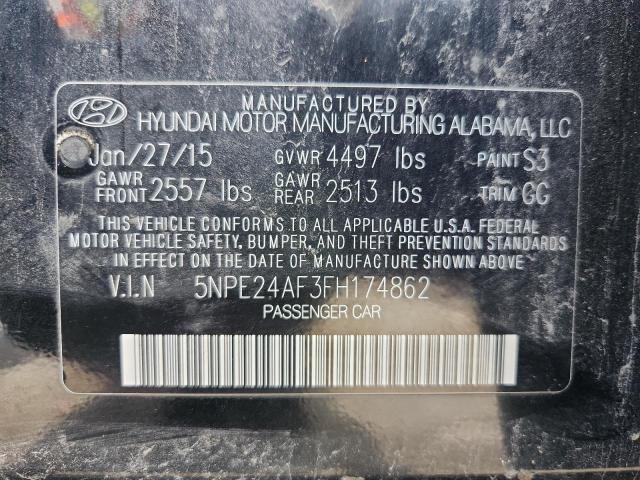 MANUFACTURED BY
HYUNDAI MOTOR MANUFACTURING ALABAMA, LLC
Jan/27/15 GVWR 4497 lbs PAINT S3
GAWR FRONT 2557 lbs GAWR REAR 2513 lbs TRIM GG
THIS VEHICLE CONFORMS TO ALL APPLICABLE U.S.A. FEDERAL
MOTOR VEHICLE SAFETY, BUMPER, AND THEFT PREVENTION STANDARDS
IN EFFECT ON THE DATE OF MANUFACTURE SHOWN ABOVE.
V.I.N 5NPE24AF3FH174862
PASSENGER CAR